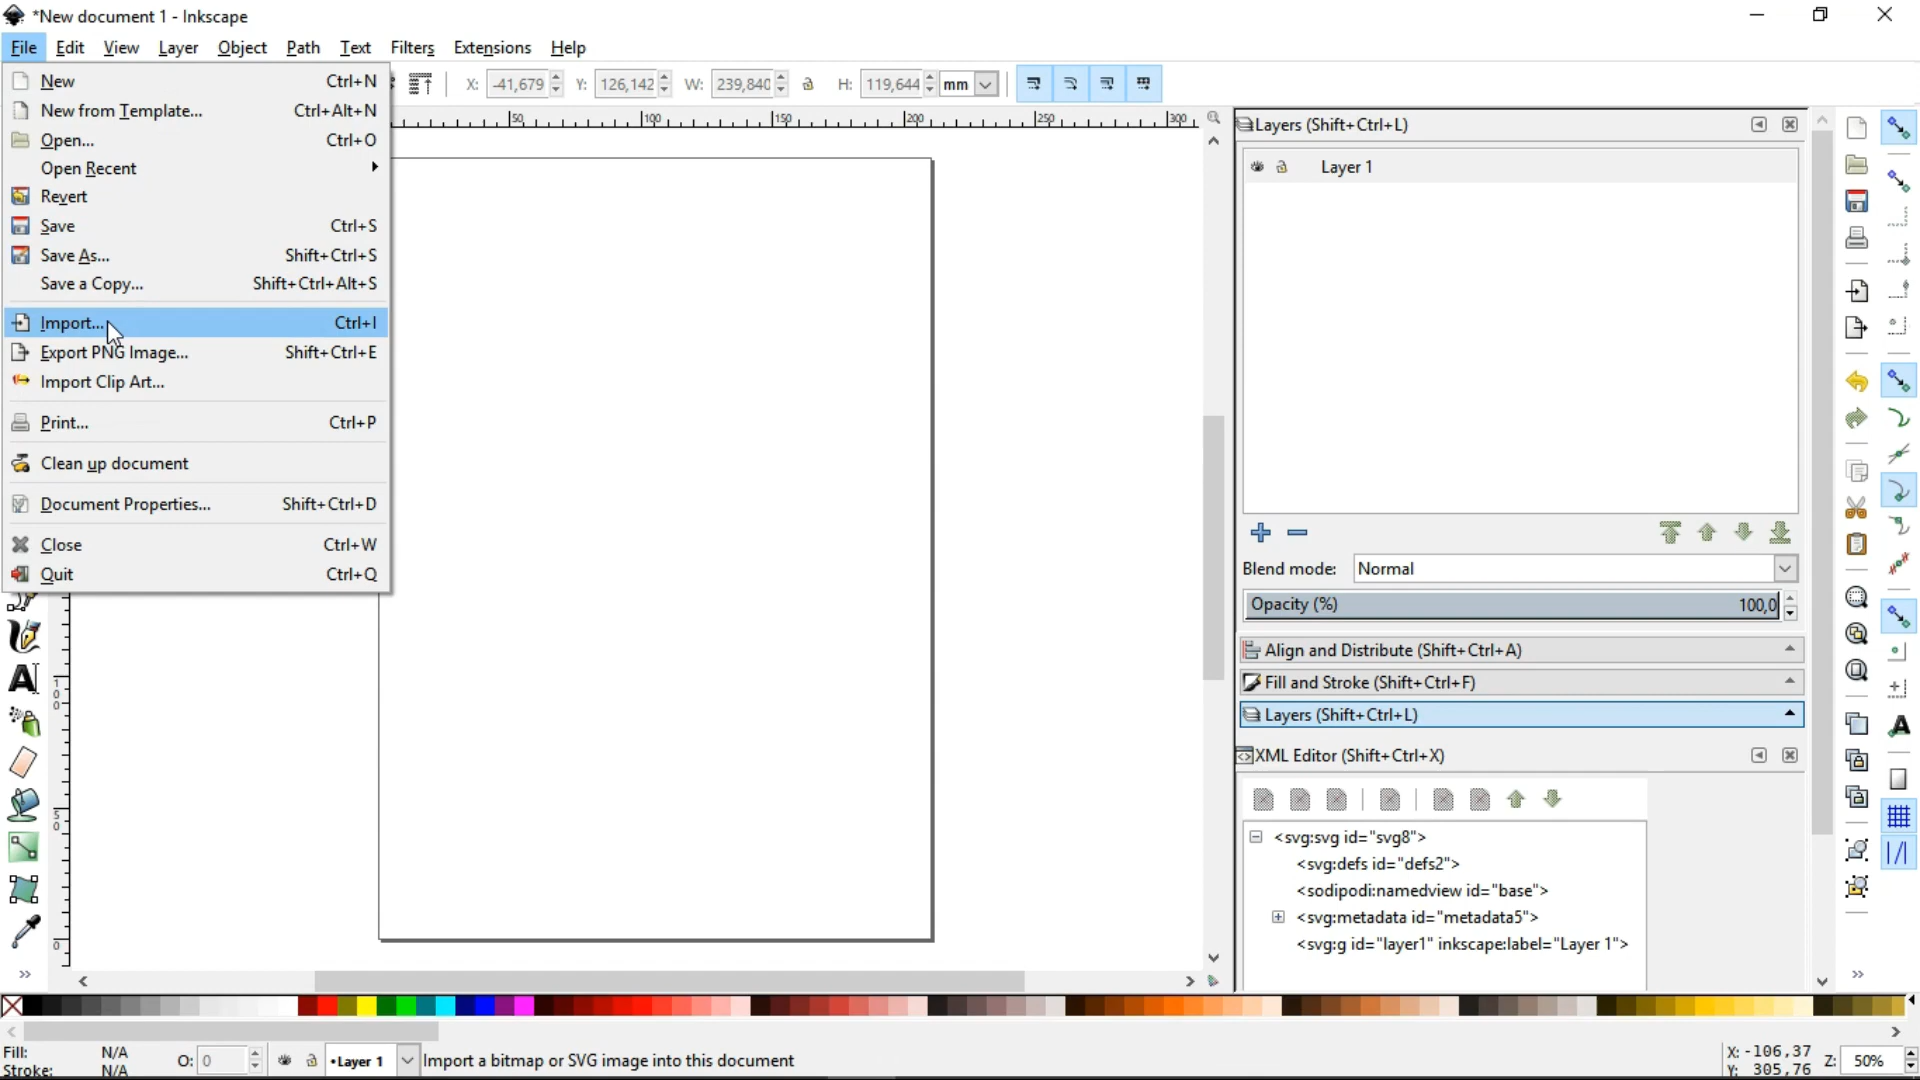 *New document 1 - Inkscape
File Edit View Layer Object Path Text Filters Extensions Help
X: -41,679 Y: 126,142 W: 239,840 H: 119,644 mm
New Ctrl+N
New from Template... Ctrl+Alt+N
Open... Ctrl+O
Open Recent
Revert
Save Ctrl+S
Save As... Shift+Ctrl+S
Save a Copy... Shift+Ctrl+Alt+S
Import... Ctrl+I
Export PNG Image... Shift+Ctrl+E
Import Clip Art...
Print... Ctrl+P
Clean up document
Document Properties... Shift+Ctrl+D
Close Ctrl+W
Quit Ctrl+Q
50 100 150 200 250 300
100
50
0
Layers (Shift+Ctrl+L)
Layer 1
Blend mode: Normal
Opacity (%) 100,0
Align and Distribute (Shift+Ctrl+A)
Fill and Stroke (Shift+Ctrl+F)
Layers (Shift+Ctrl+L)
XML Editor (Shift+Ctrl+X)
<svg:svg id="svg8">
<svg:defs id="defs2">
<sodipodi:namedview id="base">
<svg:metadata id="metadata5">
<svg:g id="layer1" inkscape:label="Layer 1">
Fill: N/A
Stroke: N/A
O: 0
•Layer 1
Import a bitmap or SVG image into this document
X: -106,37
Y: 305,76
Z: 50%